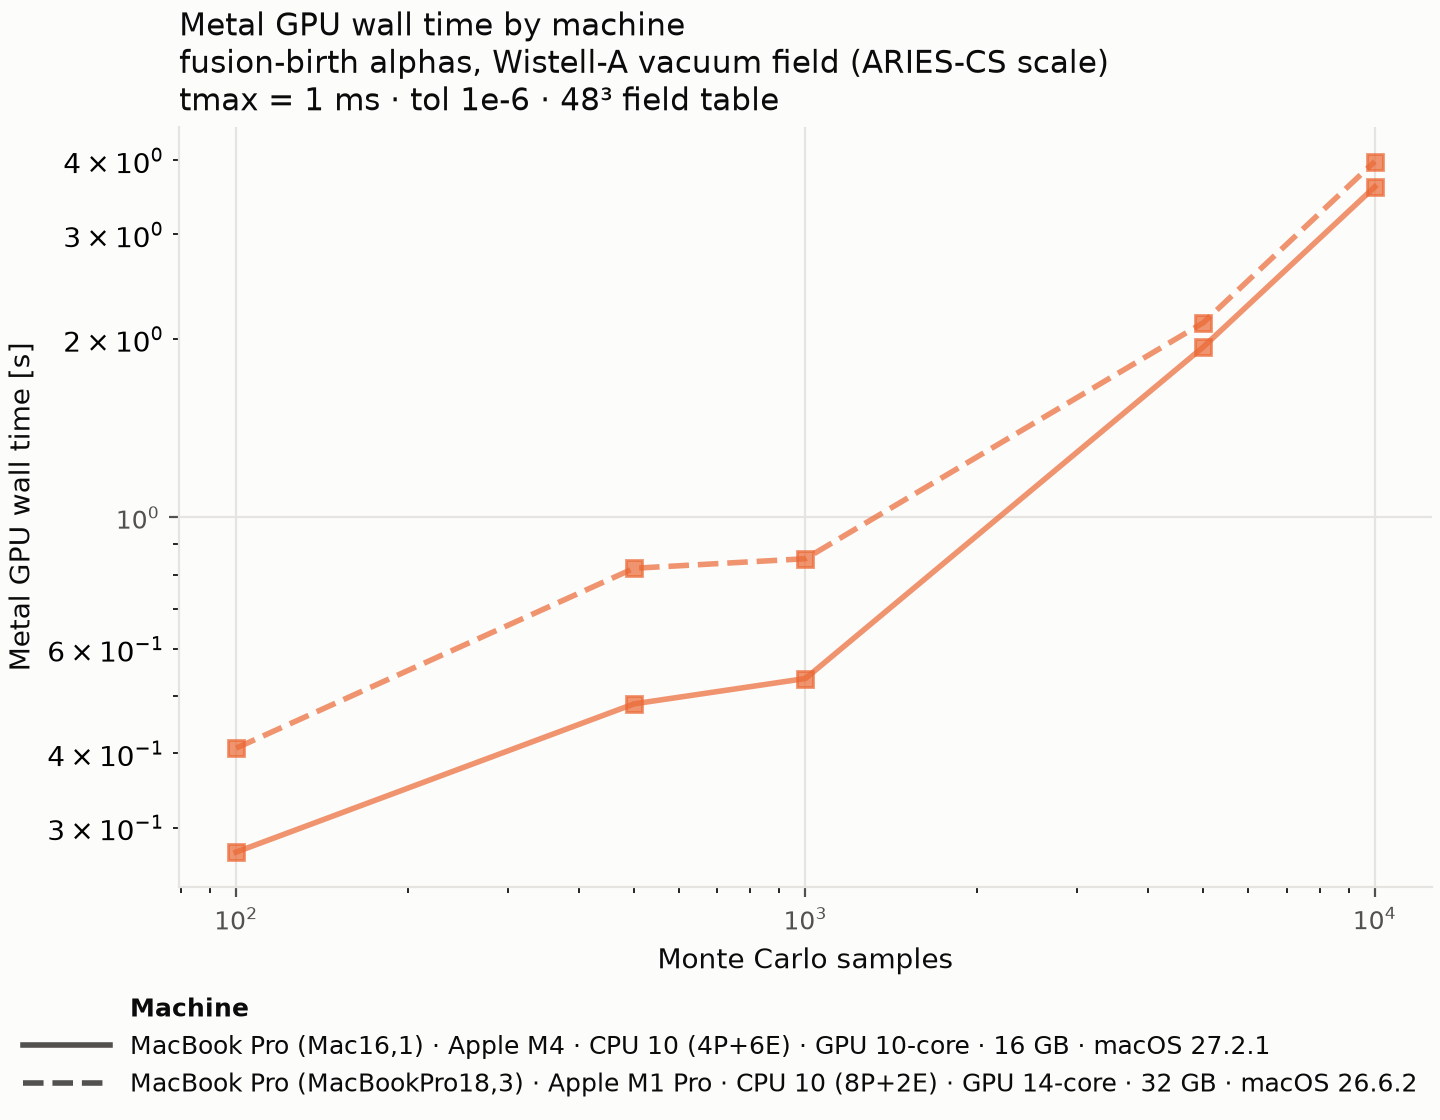 Metal GPU wall time by machine
fusion-birth alphas, Wistell-A vacuum field (ARIES-CS scale)
tmax = 1 ms · tol 1e-6 · 48³ field table
Metal GPU wall time [s]
4 × 10⁰
3 × 10⁰
2 × 10⁰
10⁰
6 × 10⁻¹
4 × 10⁻¹
3 × 10⁻¹
10² 10³ 10⁴
Monte Carlo samples
Machine
MacBook Pro (Mac16,1) · Apple M4 · CPU 10 (4P+6E) · GPU 10-core · 16 GB · macOS 27.2.1
MacBook Pro (MacBookPro18,3) · Apple M1 Pro · CPU 10 (8P+2E) · GPU 14-core · 32 GB · macOS 26.6.2